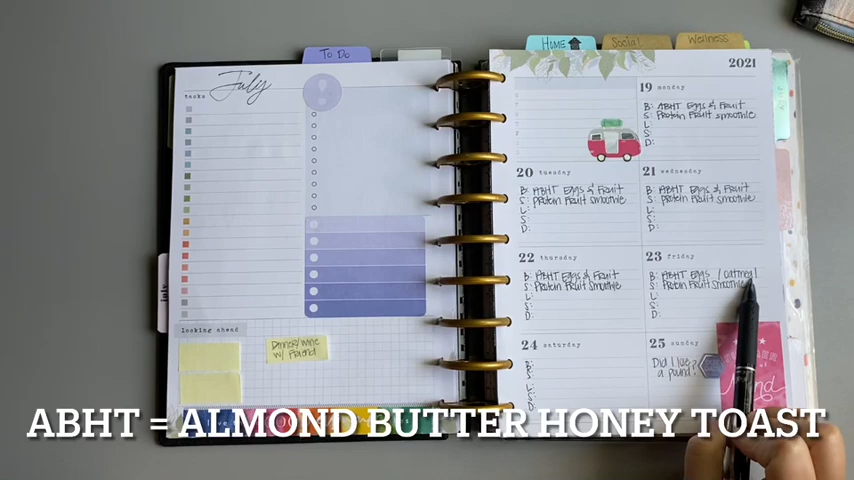 To Do
Home
Social
Wellness
July
tasks
!
2021
19 monday
B: ABHT Eggs & Fruit
S: Protein Fruit smoothie
L:
S:
D:
20 tuesday
B: ABHT Eggs & Fruit
S: Protein Fruit smoothie
L:
S:
D:
21 wednesday
B: ABHT Eggs & Fruit
S: Protein Fruit smoothie
L:
S:
D:
22 thursday
B: ABHT Eggs & Fruit
S: Protein Fruit Smoothie
L:
S:
D:
23 friday
B: ABHT Eggs / oatmeal
S: Protein Fruit Smoothie
L:
S:
D:
july
looking ahead
Dinner/wine
w/ Friend
24 saturday
B:
S:
L:
S:
D:
25 sunday
Did I lose
a pound?
ABHT = ALMOND BUTTER HONEY TOAST